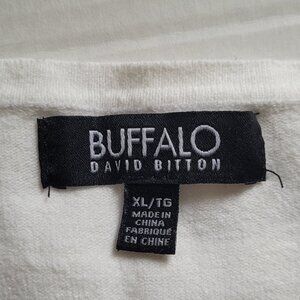 BUFFALO
DAVID BITTON
XL/TG
MADE IN
CHINA
FABRIQUÉ
EN CHINE